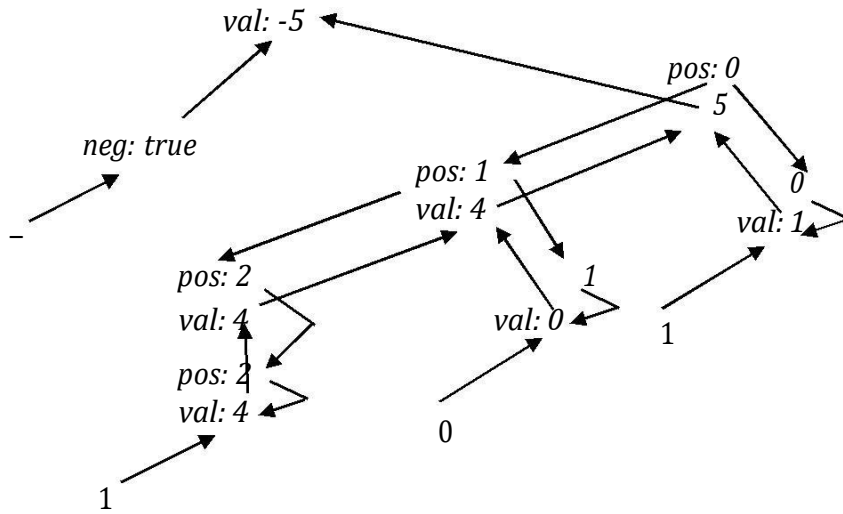 val: -5
pos: 0
5
neg: true
pos: 1
0
val: 4
val: 1
–
pos: 2
1
val: 4
val: 0
1
pos: 2
val: 4
0
1